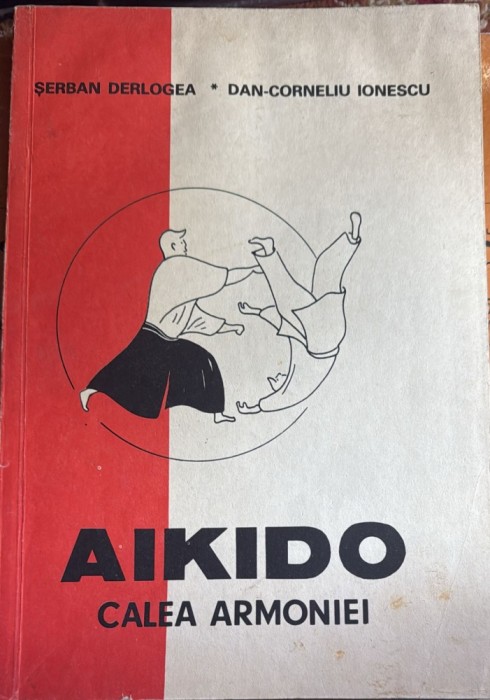 ŞERBAN DERLOGEA * DAN-CORNELIU IONESCU
AIKIDO
CALEA ARMONIEI